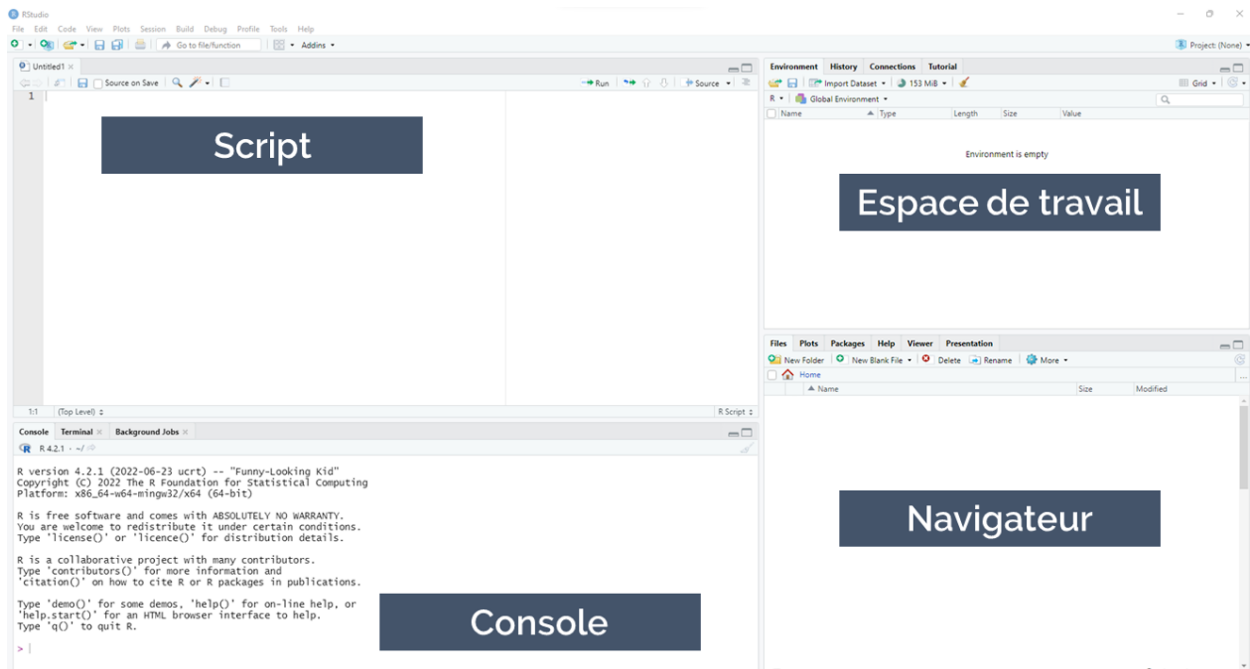 RStudio
File Edit Code View Plots Session Build Debug Profile Tools Help
Go to file/function Addins
Project: (None)
Untitled1
Source on Save Run Source
1
Script
1:1 (Top Level) R Script
Console Terminal Background Jobs
R 4.2.1 · ~/
R version 4.2.1 (2022-06-23 ucrt) -- "Funny-Looking Kid"
Copyright (C) 2022 The R Foundation for Statistical Computing
Platform: x86_64-w64-mingw32/x64 (64-bit)
R is free software and comes with ABSOLUTELY NO WARRANTY.
You are welcome to redistribute it under certain conditions.
Type 'license()' or 'licence()' for distribution details.
R is a collaborative project with many contributors.
Type 'contributors()' for more information and
'citation()' on how to cite R or R packages in publications.
Type 'demo()' for some demos, 'help()' for on-line help, or
'help.start()' for an HTML browser interface to help.
Type 'q()' to quit R.
>
Console
Environment History Connections Tutorial
Import Dataset 153 MiB Grid
R Global Environment
Name Type Length Size Value
Environment is empty
Espace de travail
Files Plots Packages Help Viewer Presentation
New Folder New Blank File Delete Rename More
Home ...
Name Size Modified
Navigateur